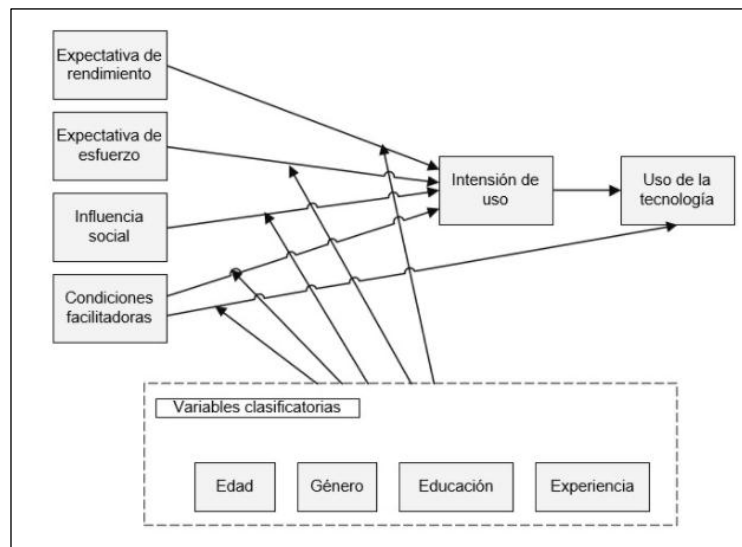 Expectativa de
rendimiento
Expectativa de
esfuerzo
Influencia
social
Condiciones
facilitadoras
Intensión de
uso
Uso de la
tecnología
Variables clasificatorias
Edad
Género
Educación
Experiencia